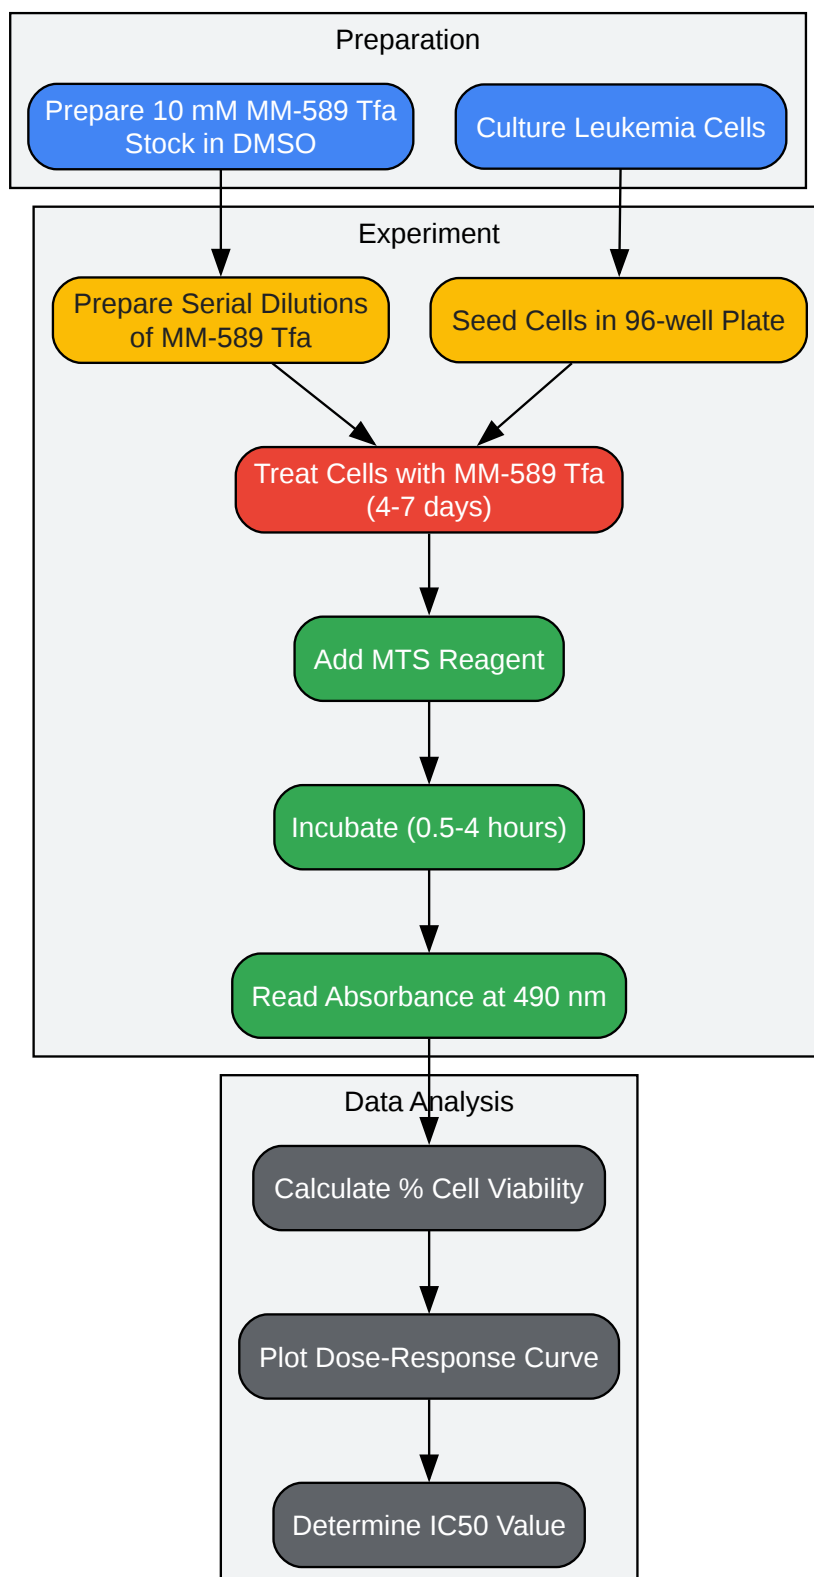 Preparation
Prepare 10 mM MM-589 Tfa
Stock in DMSO
Culture Leukemia Cells
Experiment
Prepare Serial Dilutions
of MM-589 Tfa
Seed Cells in 96-well Plate
Treat Cells with MM-589 Tfa
(4-7 days)
Add MTS Reagent
Incubate (0.5-4 hours)
Read Absorbance at 490 nm
Data Analysis
Calculate % Cell Viability
Plot Dose-Response Curve
Determine IC50 Value